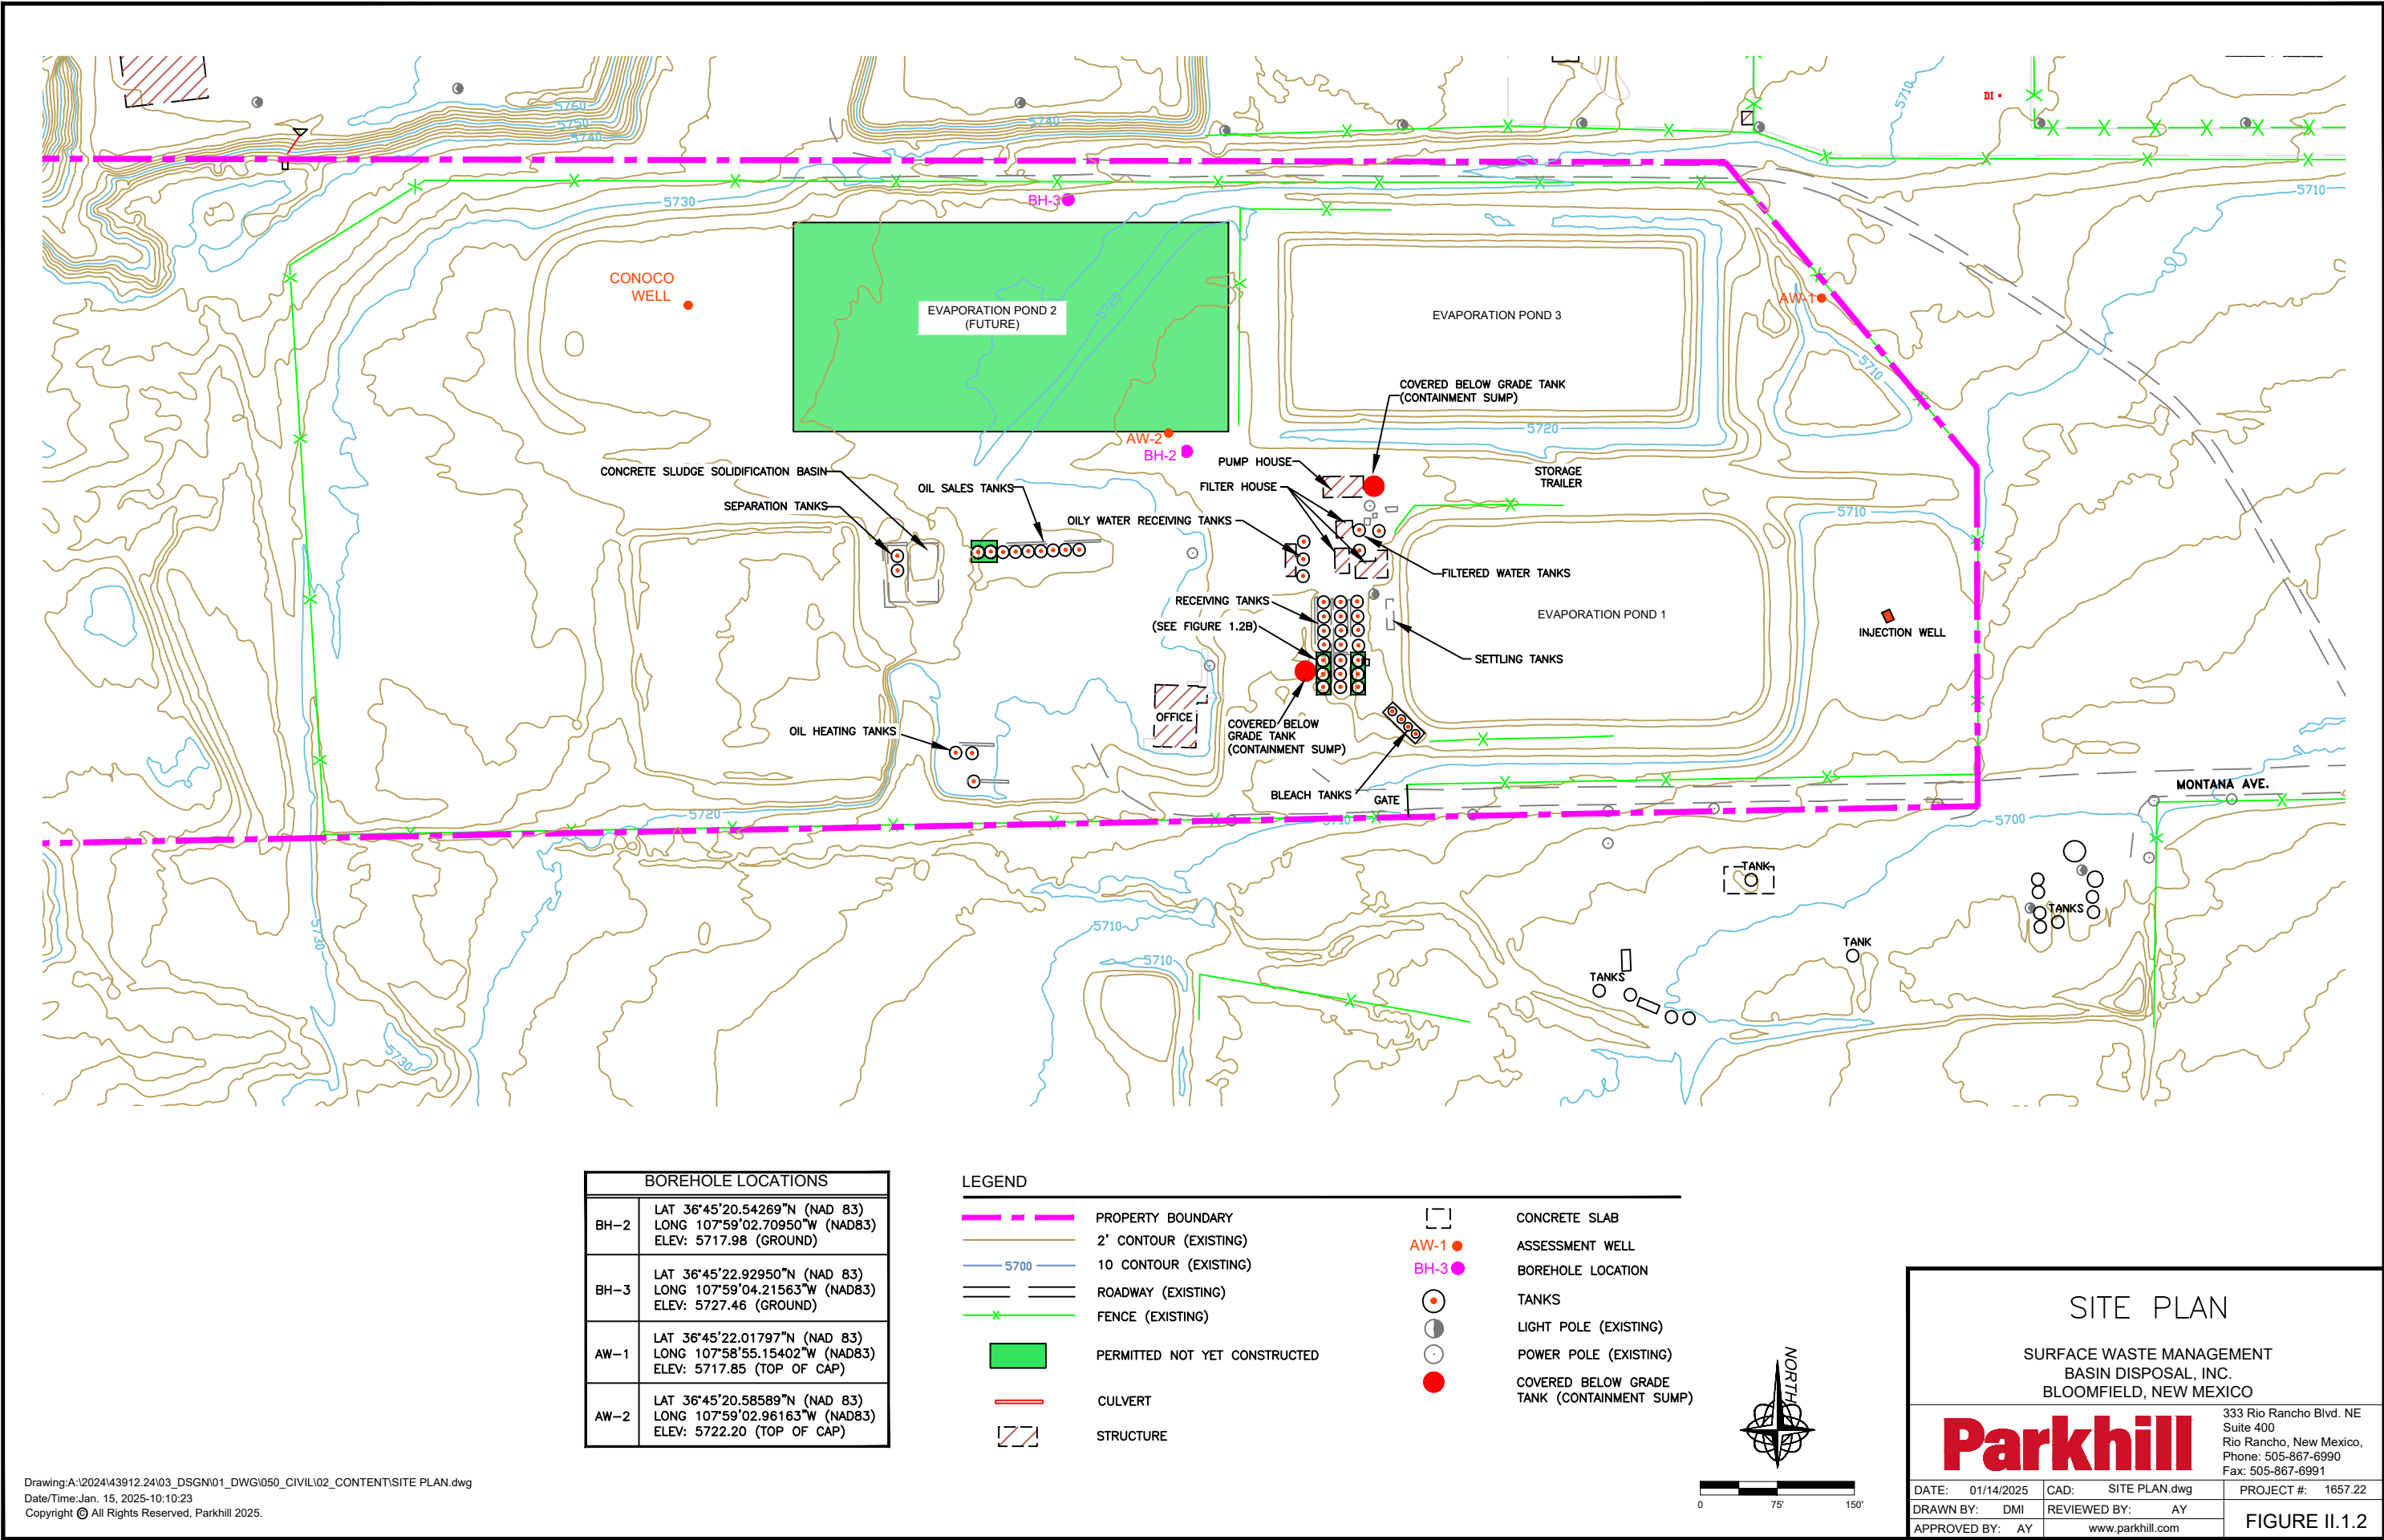 5760
5750
5740
5740
5710
DI
5710
5730
BH-3
CONOCO
WELL
EVAPORATION POND 2
(FUTURE)
5720
EVAPORATION POND 3
AW-1
5710
COVERED BELOW GRADE TANK
(CONTAINMENT SUMP)
5720
AW-2
BH-2
CONCRETE SLUDGE SOLIDIFICATION BASIN
PUMP HOUSE
STORAGE
TRAILER
OIL SALES TANKS
FILTER HOUSE
SEPARATION TANKS
OILY WATER RECEIVING TANKS
5710
FILTERED WATER TANKS
RECEIVING TANKS
(SEE FIGURE 1.2B)
EVAPORATION POND 1
INJECTION WELL
SETTLING TANKS
OFFICE
OIL HEATING TANKS
COVERED BELOW
GRADE TANK
(CONTAINMENT SUMP)
BLEACH TANKS
GATE
MONTANA AVE.
5720
5710
5700
TANK
TANKS
5730
5710
5710
TANK
TANKS
5730
BOREHOLE LOCATIONS
BH-2
LAT 36°45'20.54269"N (NAD 83)
LONG 107°59'02.70950"W (NAD83)
ELEV: 5717.98 (GROUND)
BH-3
LAT 36°45'22.92950"N (NAD 83)
LONG 107°59'04.21563"W (NAD83)
ELEV: 5727.46 (GROUND)
AW-1
LAT 36°45'22.01797"N (NAD 83)
LONG 107°58'55.15402"W (NAD83)
ELEV: 5717.85 (TOP OF CAP)
AW-2
LAT 36°45'20.58589"N (NAD 83)
LONG 107°59'02.96163"W (NAD83)
ELEV: 5722.20 (TOP OF CAP)
LEGEND
PROPERTY BOUNDARY
2' CONTOUR (EXISTING)
5700 10 CONTOUR (EXISTING)
ROADWAY (EXISTING)
FENCE (EXISTING)
PERMITTED NOT YET CONSTRUCTED
CULVERT
STRUCTURE
CONCRETE SLAB
AW-1 ASSESSMENT WELL
BH-3 BOREHOLE LOCATION
TANKS
LIGHT POLE (EXISTING)
POWER POLE (EXISTING)
COVERED BELOW GRADE
TANK (CONTAINMENT SUMP)
NORTH
0 75' 150'
SITE PLAN
SURFACE WASTE MANAGEMENT
BASIN DISPOSAL, INC.
BLOOMFIELD, NEW MEXICO
Parkhill
333 Rio Rancho Blvd. NE
Suite 400
Rio Rancho, New Mexico,
Phone: 505-867-6990
Fax: 505-867-6991
DATE: 01/14/2025 CAD: SITE PLAN.dwg PROJECT #: 1657.22
DRAWN BY: DMI REVIEWED BY: AY
APPROVED BY: AY www.parkhill.com
FIGURE II.1.2
Drawing:A:\2024\43912.24\03_DSGN\01_DWG\050_CIVIL\02_CONTENT\SITE PLAN.dwg
Date/Time:Jan. 15, 2025-10:10:23
Copyright © All Rights Reserved, Parkhill 2025.